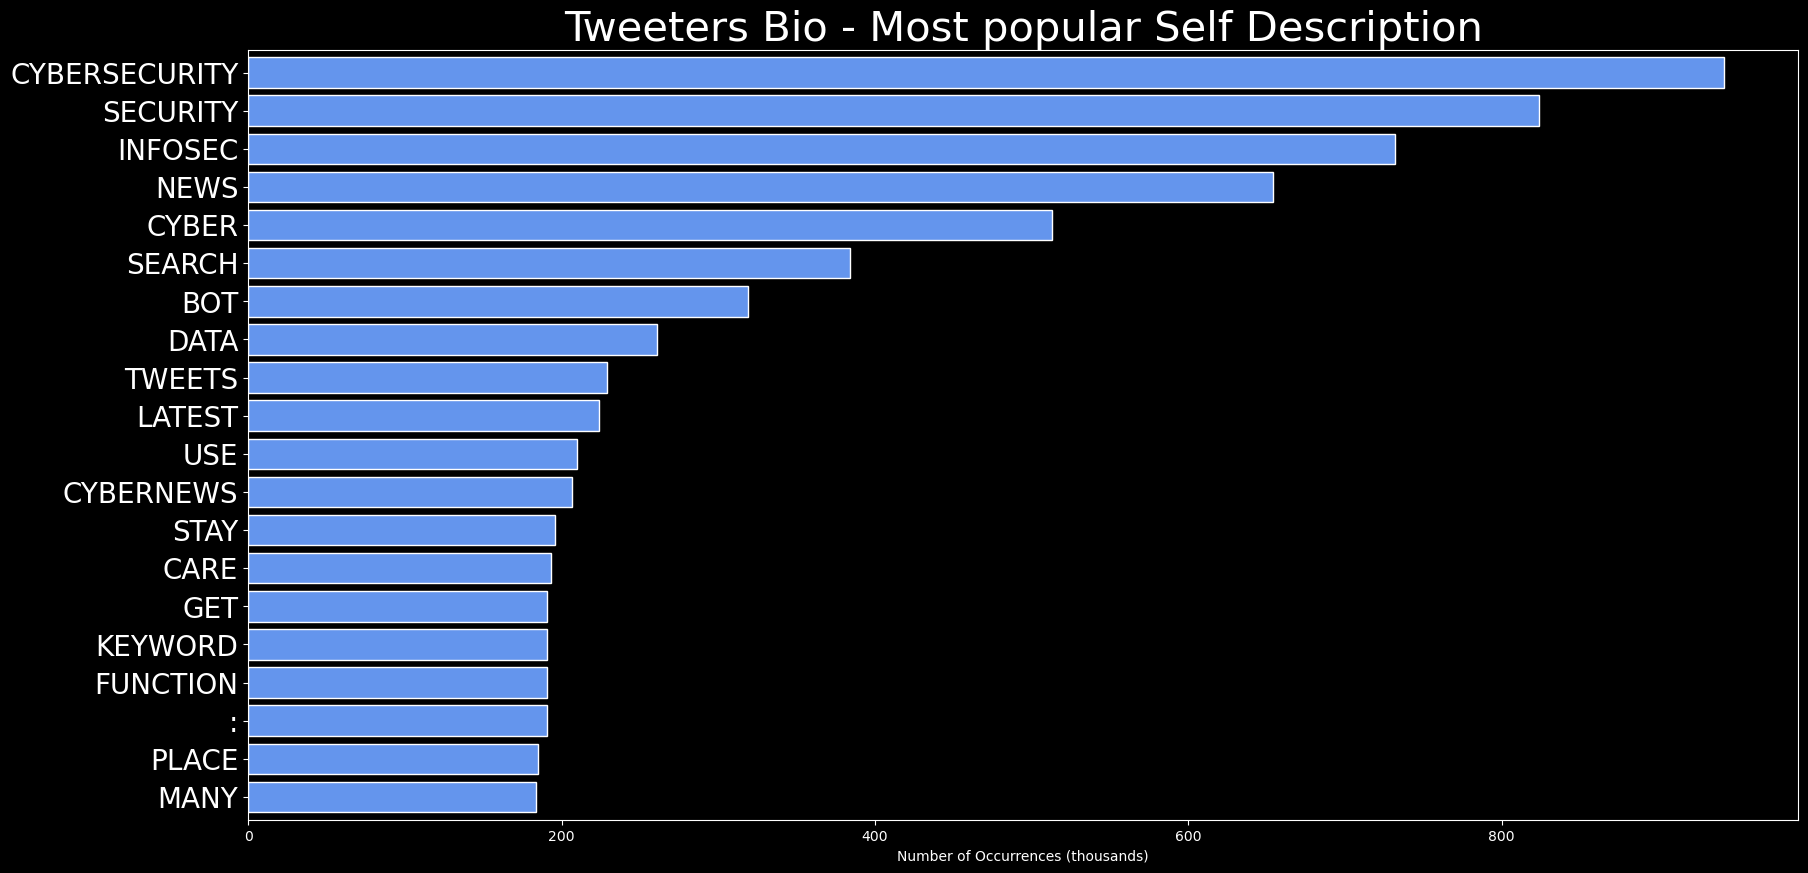 Tweeters Bio - Most popular Self Description
CYBERSECURITY
SECURITY
INFOSEC
NEWS
CYBER
SEARCH
BOT
DATA
TWEETS
LATEST
USE
CYBERNEWS
STAY
CARE
GET
KEYWORD
FUNCTION
:
PLACE
MANY
0 200 400 600 800
Number of Occurrences (thousands)